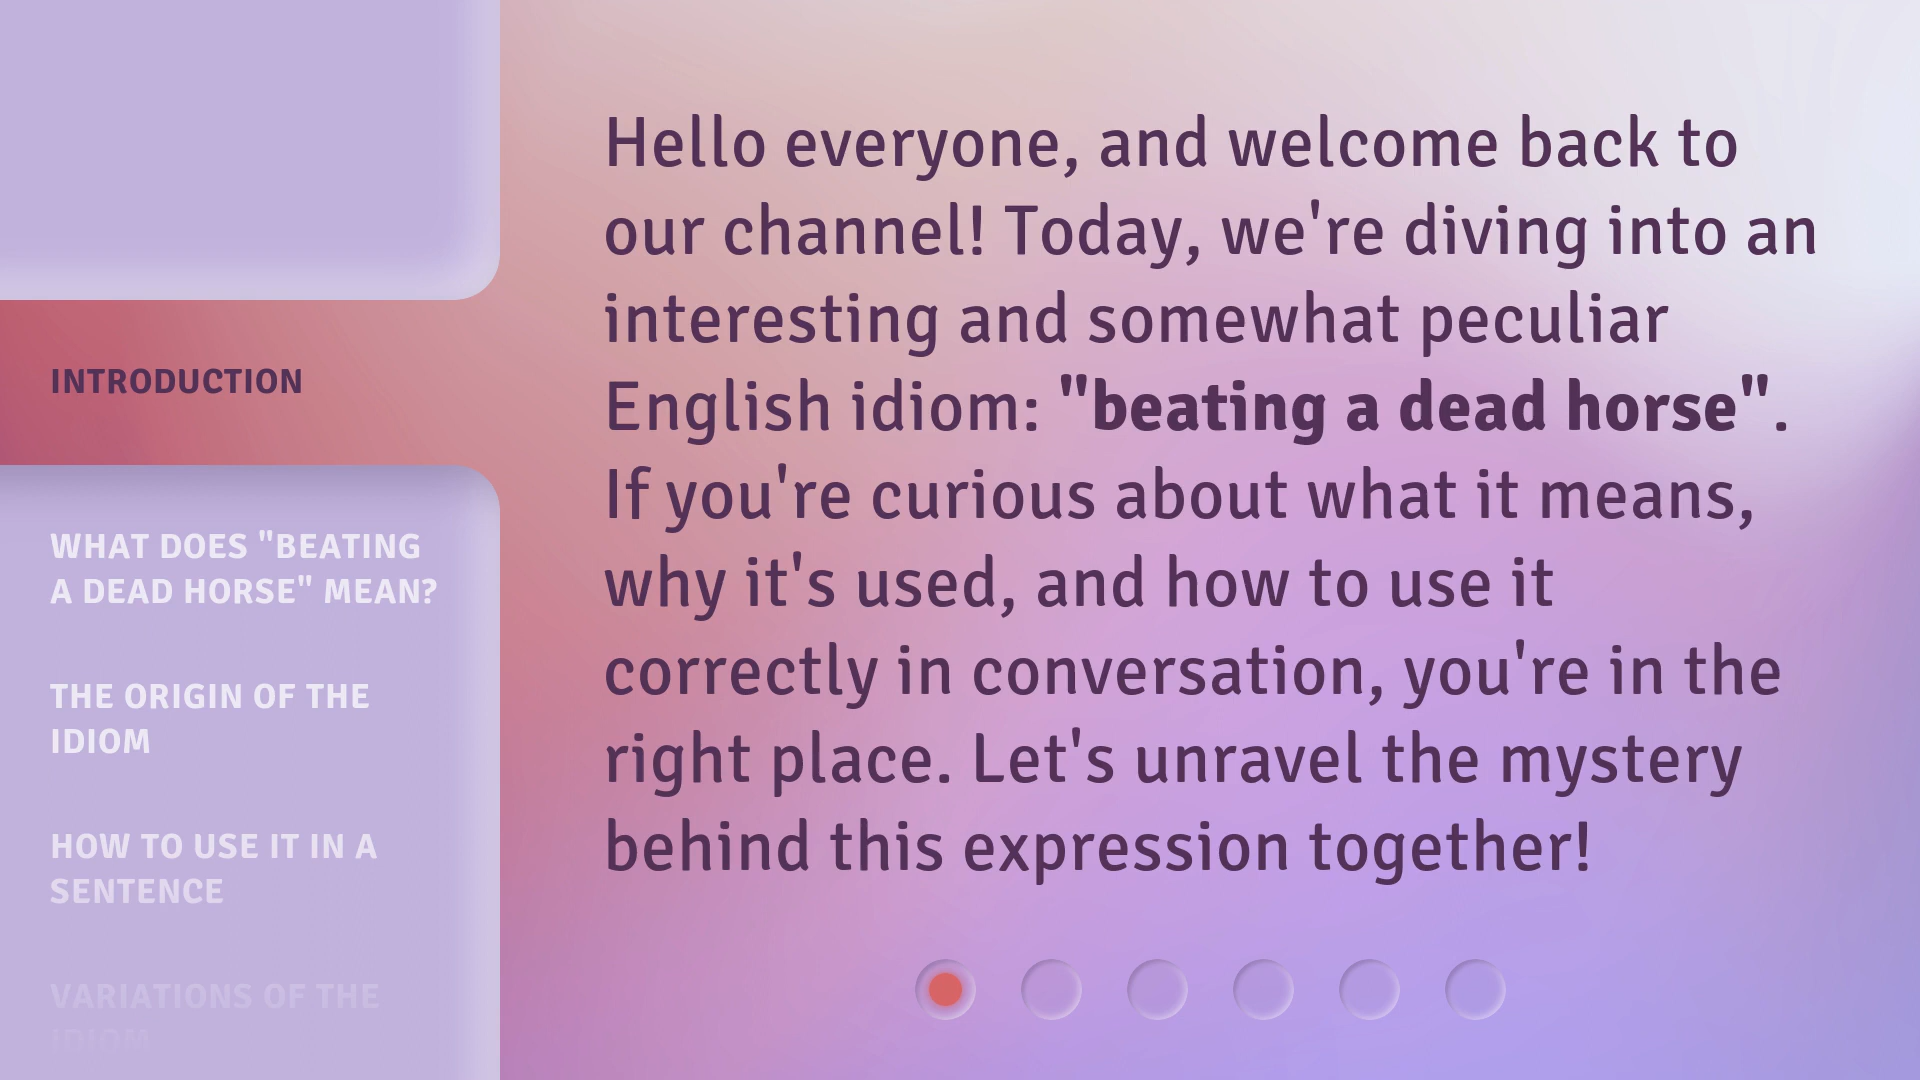 INTRODUCTION
WHAT DOES "BEATING
A DEAD HORSE" MEAN?
THE ORIGIN OF THE
IDIOM
HOW TO USE IT IN A
SENTENCE
VARIATIONS OF THE
IDIOM
Hello everyone, and welcome back to
our channel! Today, we're diving into an
interesting and somewhat peculiar
English idiom: "beating a dead horse".
If you're curious about what it means,
why it's used, and how to use it
correctly in conversation, you're in the
right place. Let's unravel the mystery
behind this expression together!